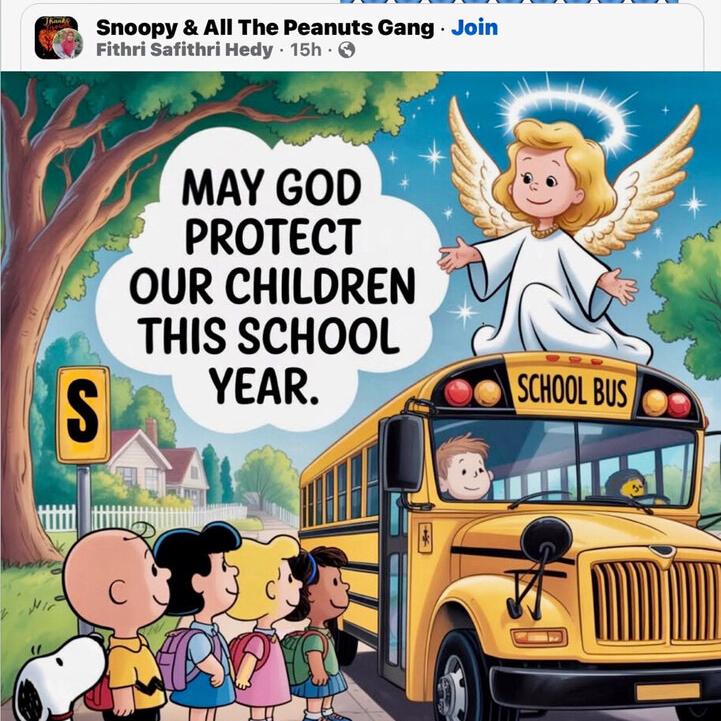 Snoopy & All The Peanuts Gang · Join
Fithri Safithri Hedy · 15h ·
MAY GOD
PROTECT
OUR CHILDREN
THIS SCHOOL
YEAR.
SCHOOL BUS
S